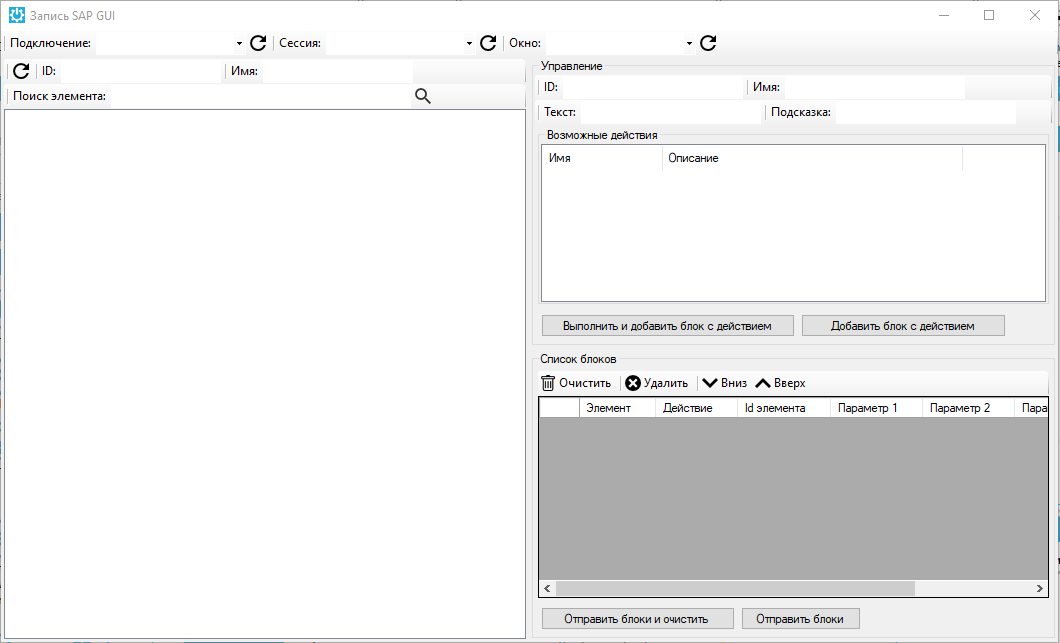 Запись SAP GUI
Подключение: Сессия: Окно:
ID: Имя:
Поиск элемента:
Управление
ID: Имя:
Текст: Подсказка:
Возможные действия
Имя Описание
Выполнить и добавить блок с действием Добавить блок с действием
Список блоков
Очистить Удалить Вниз Вверх
Элемент Действие Id элемента Параметр 1 Параметр 2 Пара
Отправить блоки и очистить Отправить блоки